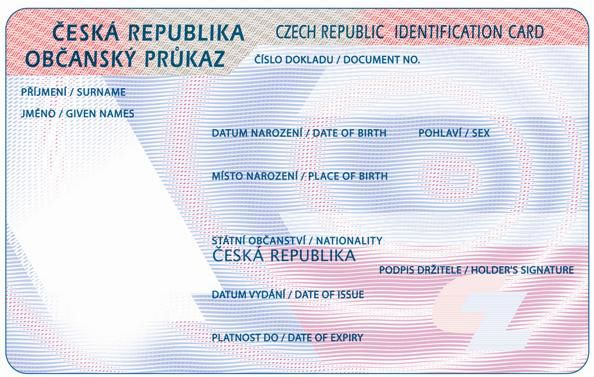 ČESKÁ REPUBLIKA CZECH REPUBLIC IDENTIFICATION CARD
OBČANSKÝ PRŮKAZ ČÍSLO DOKLADU / DOCUMENT NO.
PŘÍJMENÍ / SURNAME
JMÉNO / GIVEN NAMES
DATUM NAROZENÍ / DATE OF BIRTH POHLAVÍ / SEX
MÍSTO NAROZENÍ / PLACE OF BIRTH
STÁTNÍ OBČANSTVÍ / NATIONALITY
ČESKÁ REPUBLIKA
PODPIS DRŽITELE / HOLDER'S SIGNATURE
DATUM VYDÁNÍ / DATE OF ISSUE
CZ
PLATNOST DO / DATE OF EXPIRY